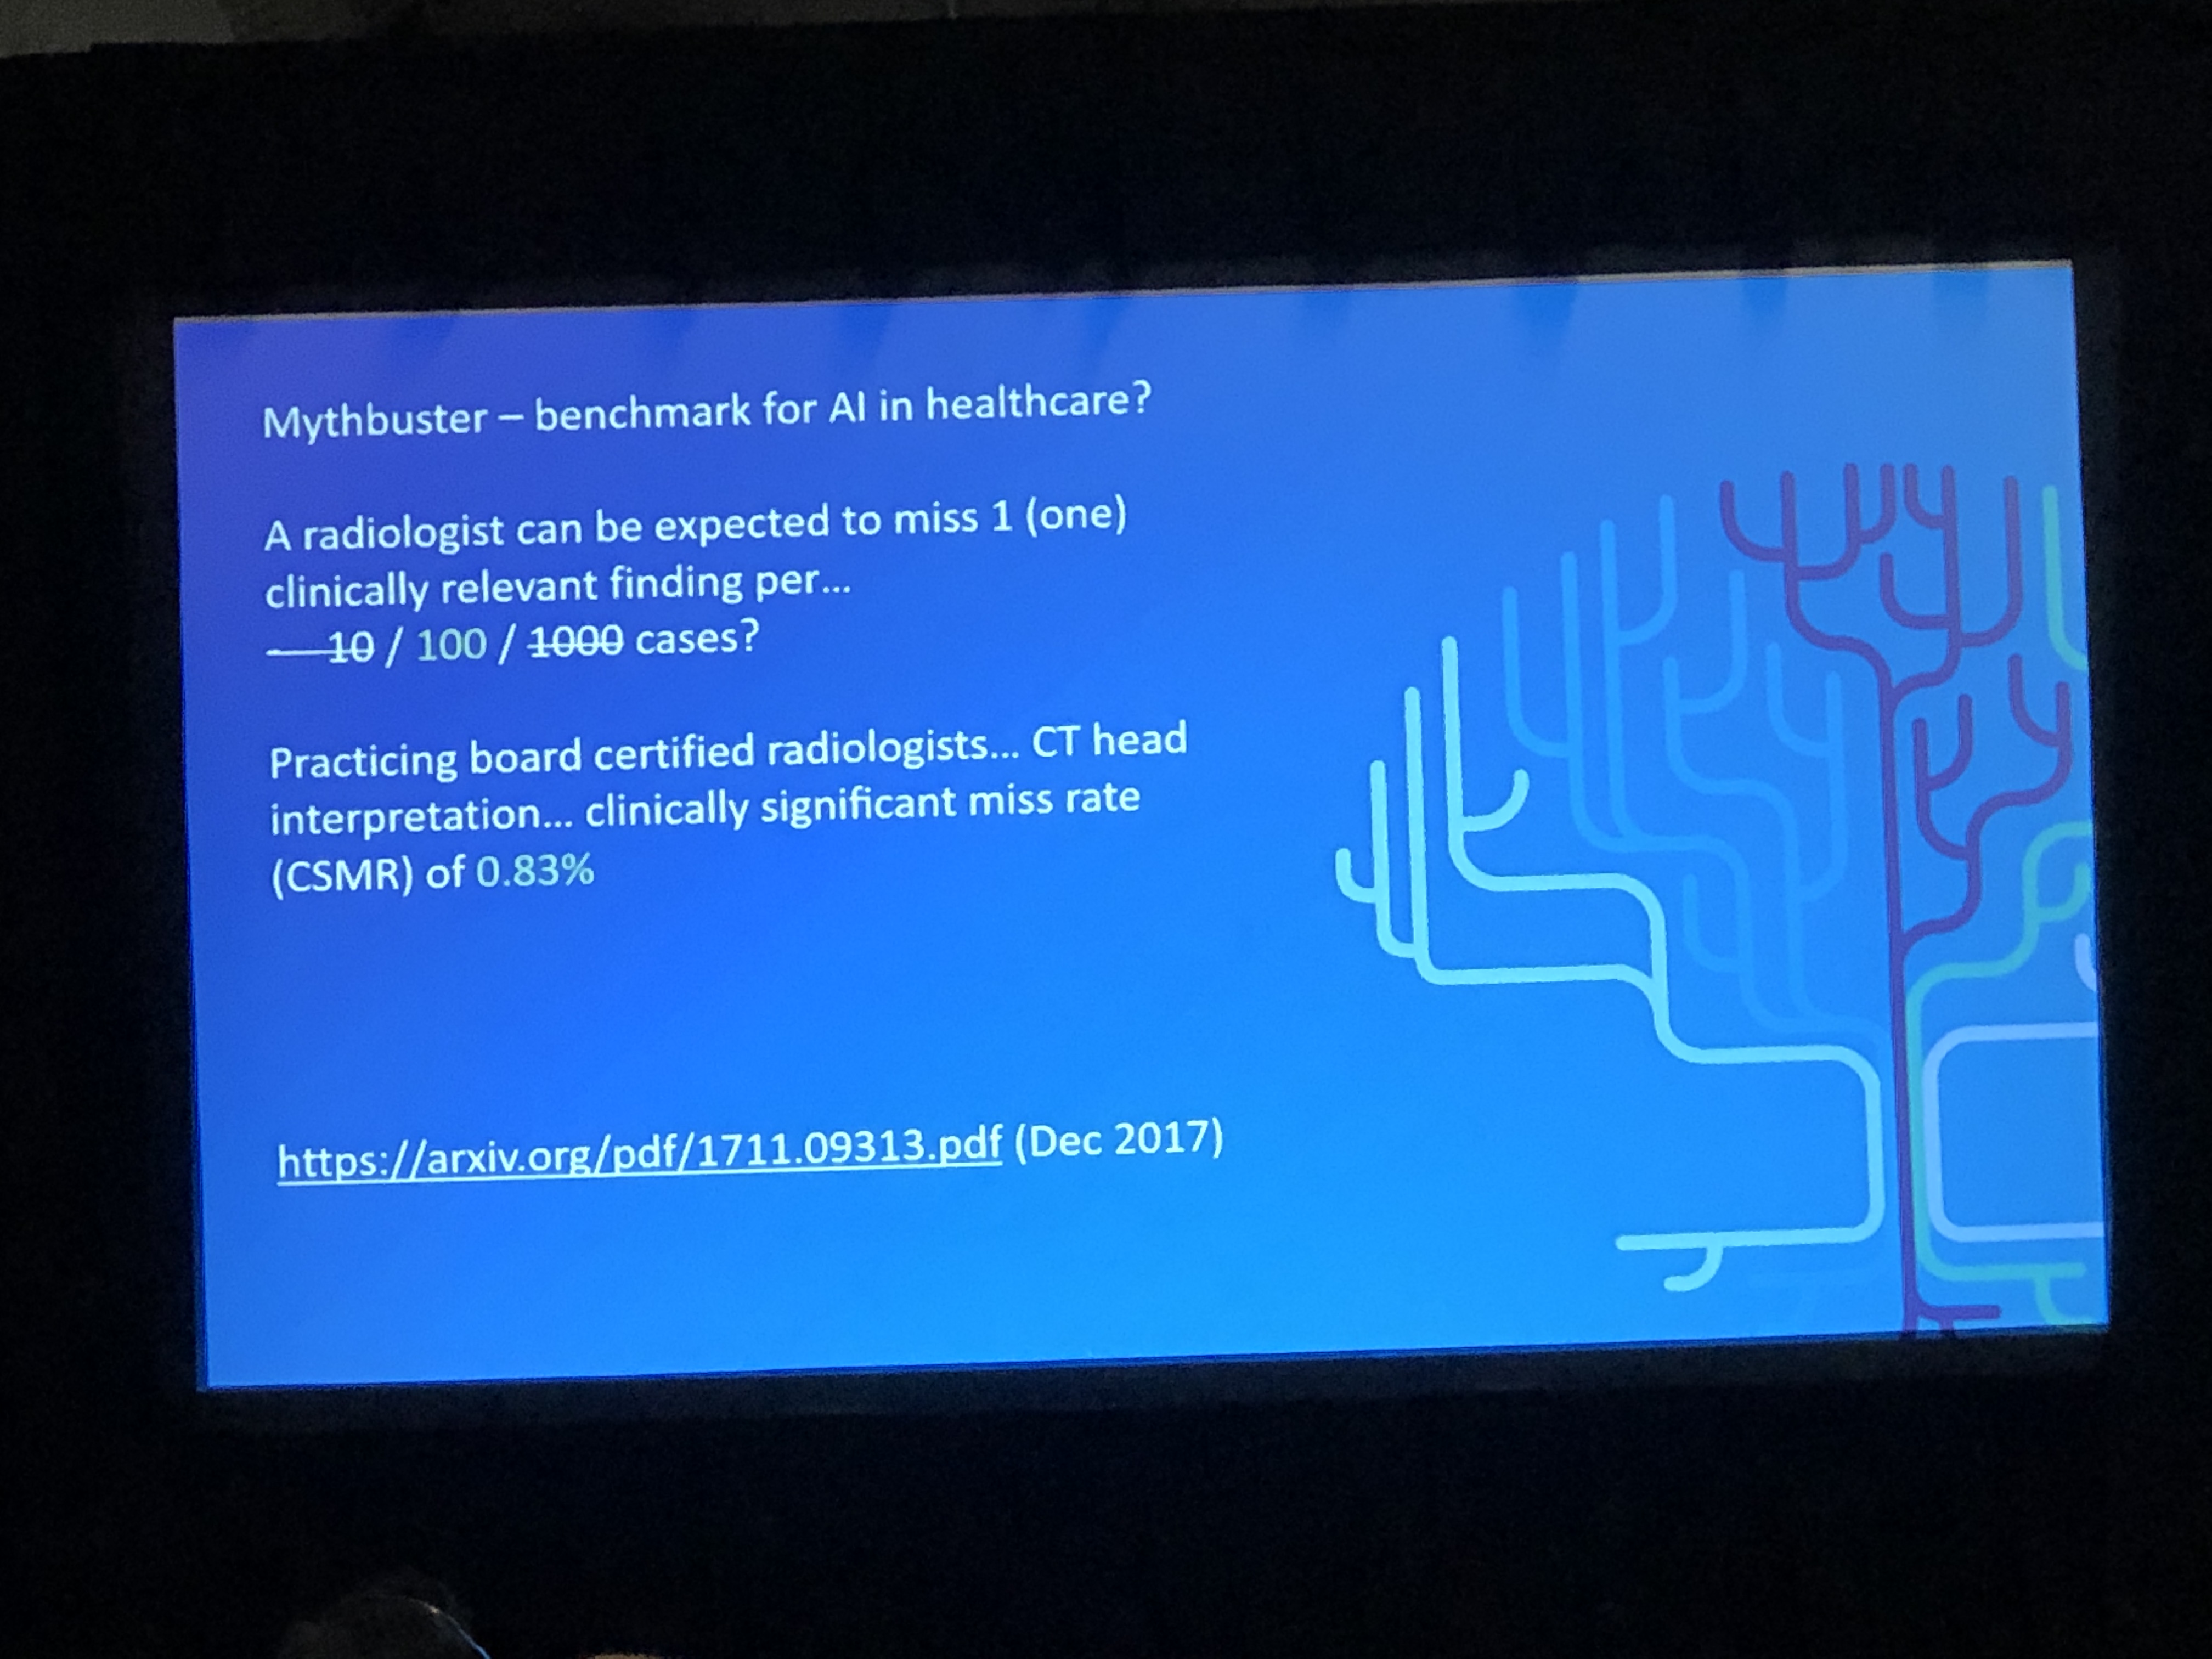 Mythbuster – benchmark for AI in healthcare?
A radiologist can be expected to miss 1 (one)
clinically relevant finding per...
10 / 100 / 1000 cases?
Practicing board certified radiologists... CT head
interpretation... clinically significant miss rate
(CSMR) of 0.83%
https://arxiv.org/pdf/1711.09313.pdf (Dec 2017)